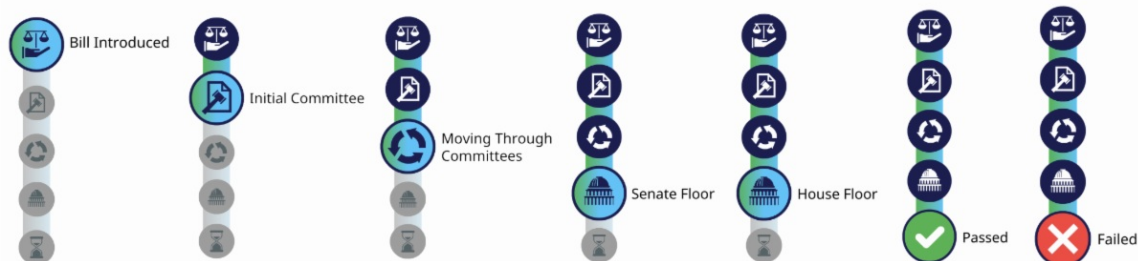 Bill Introduced
Initial Committee
Moving Through
Committees
Senate Floor
House Floor
Passed
Failed